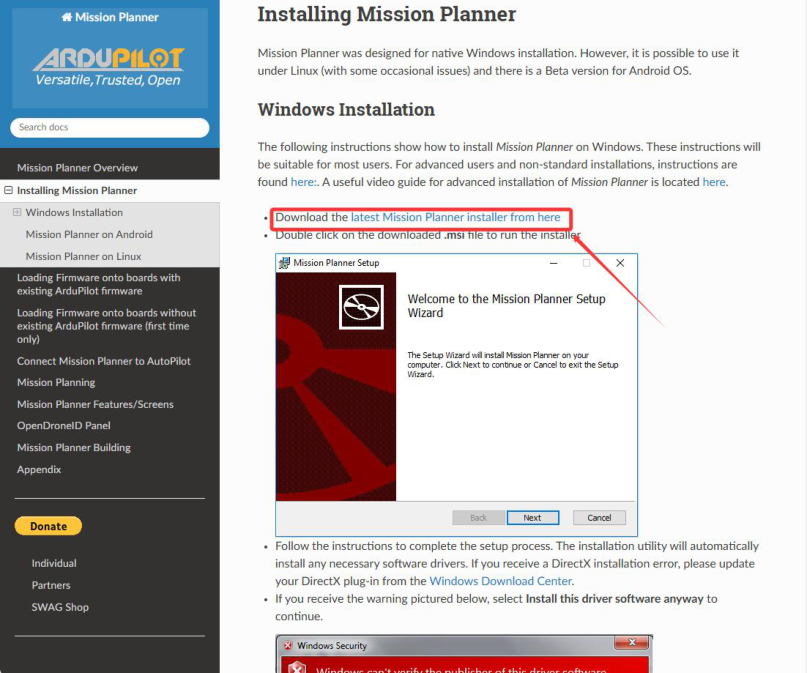 Mission Planner
ARDUPILOT
Versatile,Trusted, Open
Search docs
Mission Planner Overview
Installing Mission Planner
Windows Installation
Mission Planner on Android
Mission Planner on Linux
Loading Firmware onto boards with
existing ArduPilot firmware
Loading Firmware onto boards without
existing ArduPilot firmware (first time
only)
Connect Mission Planner to AutoPilot
Mission Planning
Mission Planner Features/Screens
OpenDroneID Panel
Mission Planner Building
Appendix
Donate
Individual
Partners
SWAG Shop
Installing Mission Planner
Mission Planner was designed for native Windows installation. However, it is possible to use it
under Linux (with some occasional issues) and there is a Beta version for Android OS.
Windows Installation
The following instructions show how to install Mission Planner on Windows. These instructions will
be suitable for most users. For advanced users and non-standard installations, instructions are
found here:. A useful video guide for advanced installation of Mission Planner is located here.
• Download the latest Mission Planner installer from here
• Double click on the downloaded .msi file to run the installer
Mission Planner Setup
Welcome to the Mission Planner Setup
Wizard
The Setup Wizard will install Mission Planner on your
computer. Click Next to continue or Cancel to exit the Setup
Wizard.
Back Next Cancel
• Follow the instructions to complete the setup process. The installation utility will automatically
install any necessary software drivers. If you receive a DirectX installation error, please update
your DirectX plug-in from the Windows Download Center.
• If you receive the warning pictured below, select Install this driver software anyway to
continue.
Windows Security
Windows can't verify the publisher of this driver software